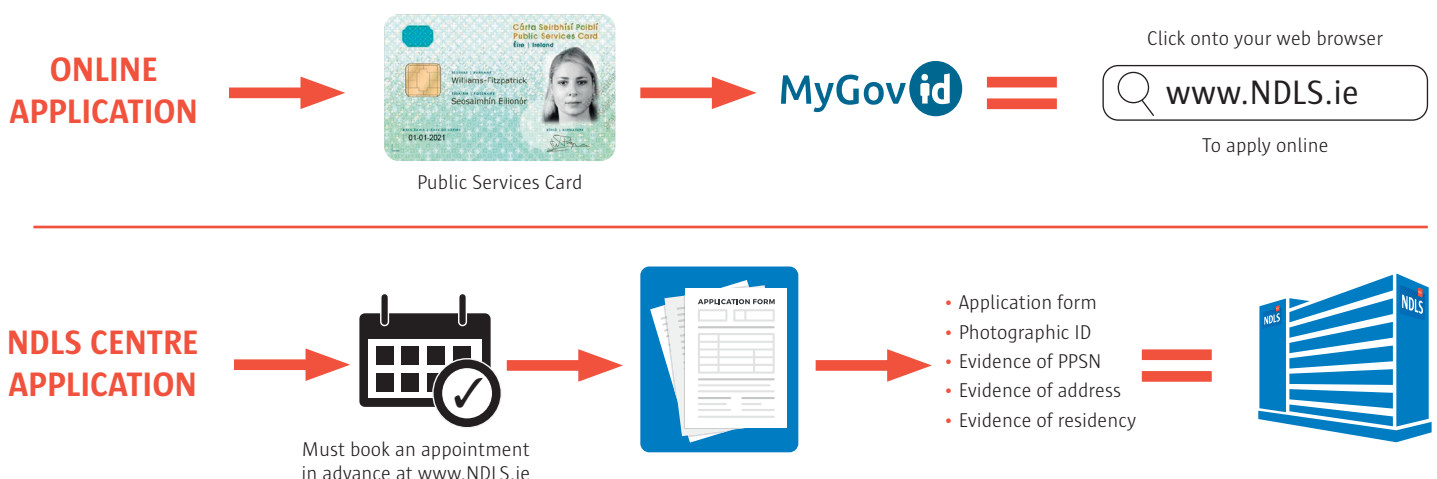 ONLINE
APPLICATION
Cárta Seirbhísí Poiblí
Public Services Card
Éire | Ireland
Williams-Fitzpatrick
Seosaimhín Eilíonór
01-01-2021
Public Services Card
MyGovid
Click onto your web browser
www.NDLS.ie
To apply online
NDLS CENTRE
APPLICATION
Must book an appointment
in advance at www.NDLS.ie
APPLICATION FORM
• Application form
• Photographic ID
• Evidence of PPSN
• Evidence of address
• Evidence of residency
NDLS
NDLS